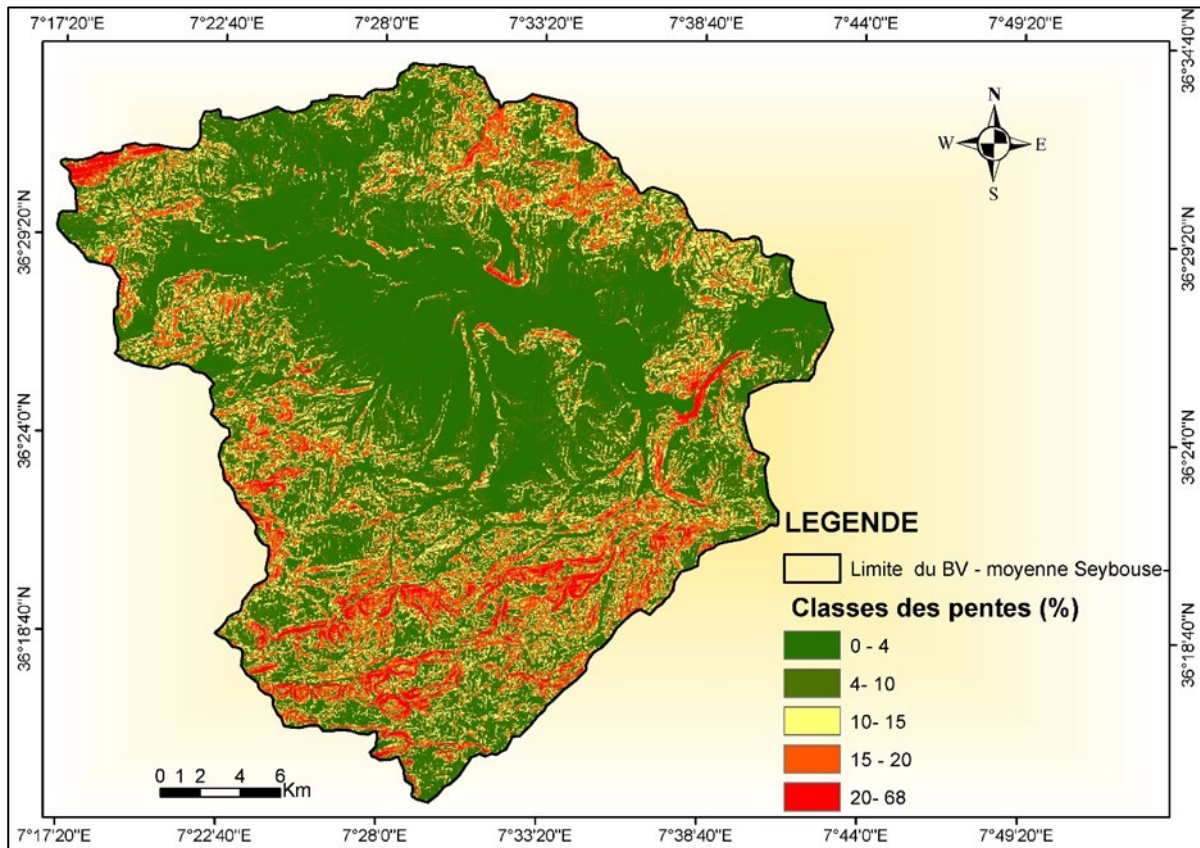 7°17'20"E 7°22'40"E 7°28'0"E 7°33'20"E 7°38'40"E 7°44'0"E 7°49'20"E
36°34'40"N
N
W E
S
36°29'20"N 36°29'20"N
36°24'0"N 36°24'0"N
LEGENDE
Limite du BV - moyenne Seybouse
Classes des pentes (%)
36°18'40"N 36°18'40"N
0 - 4
4- 10
10- 15
15 - 20
20- 68
0 1 2 4 6
Km
7°17'20"E 7°22'40"E 7°28'0"E 7°33'20"E 7°38'40"E 7°44'0"E 7°49'20"E